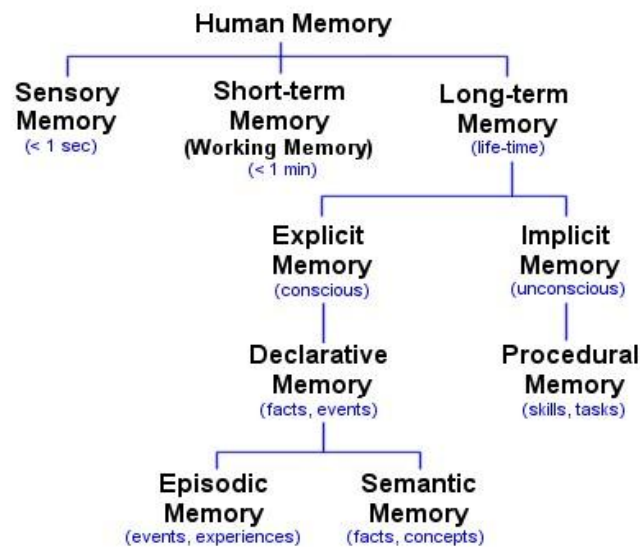 Human Memory
Sensory
Memory
(< 1 sec)
Short-term
Memory
(Working Memory)
(< 1 min)
Long-term
Memory
(life-time)
Explicit
Memory
(conscious)
Implicit
Memory
(unconscious)
Declarative
Memory
(facts, events)
Procedural
Memory
(skills, tasks)
Episodic
Memory
(events, experiences)
Semantic
Memory
(facts, concepts)